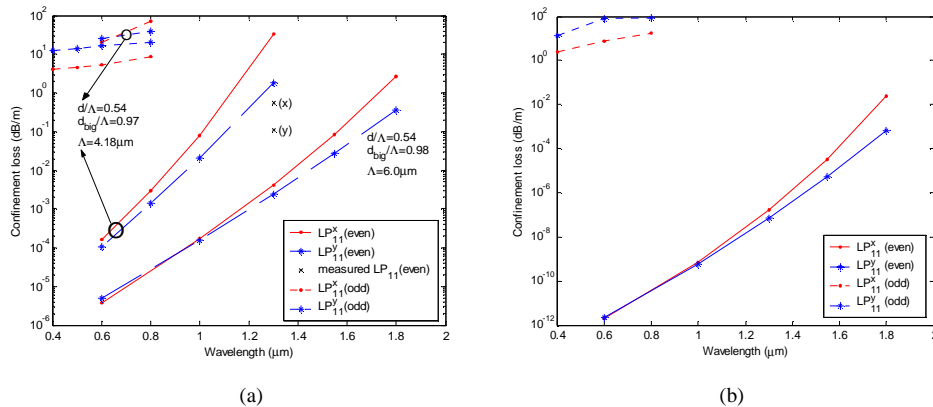 10^2
10^1
10^0
10^-1
10^-2
10^-3
10^-4
10^-5
10^-6
Confinement loss (dB/m)
d/Λ=0.54
d_big/Λ=0.97
Λ=4.18μm
(x)
(y)
d/Λ=0.54
d_big/Λ=0.98
Λ=6.0μm
LP^x_11(even)
LP^y_11(even)
measured LP_11(even)
LP^x_11(odd)
LP^y_11(odd)
0.4 0.6 0.8 1 1.2 1.4 1.6 1.8 2
Wavelength (μm)
(a)
10^2
10^0
10^-2
10^-4
10^-6
10^-8
10^-10
10^-12
Confinement loss (dB/m)
LP^x_11 (even)
LP^y_11 (even)
LP^x_11 (odd)
LP^y_11 (odd)
0.4 0.6 0.8 1 1.2 1.4 1.6 1.8 2
Wavelength (μm)
(b)